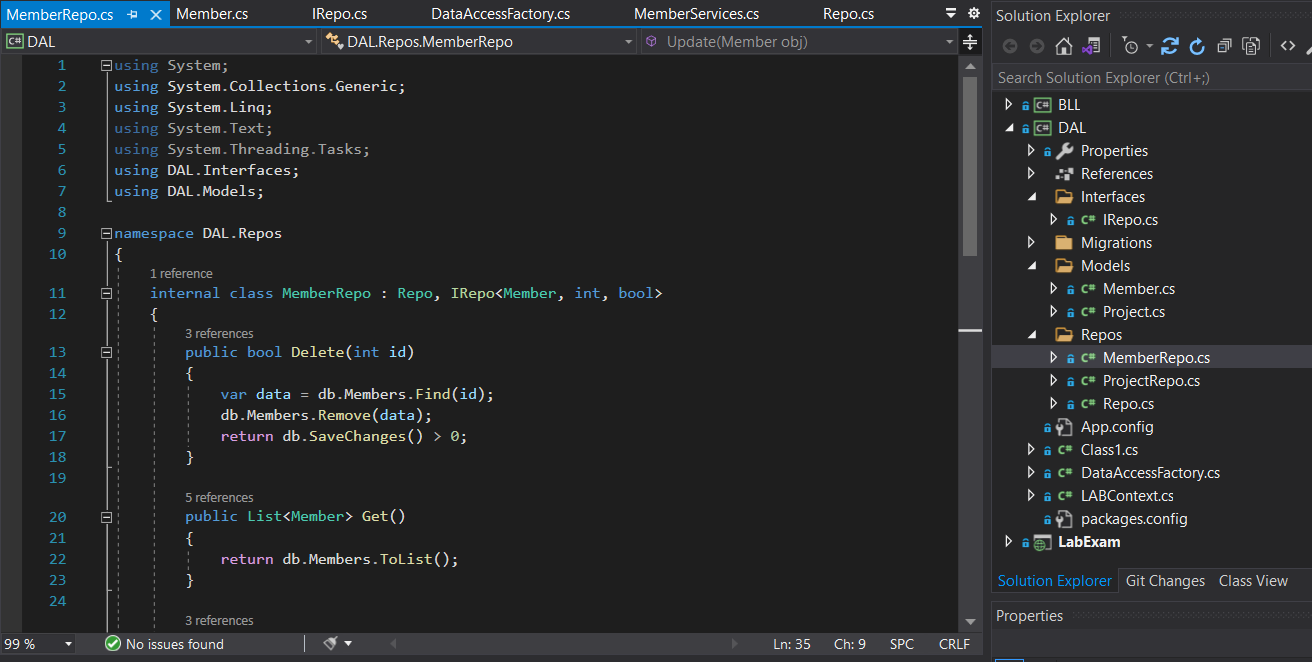 MemberRepo.cs Member.cs IRepo.cs DataAccessFactory.cs MemberServices.cs Repo.cs
C# DAL DAL.Repos.MemberRepo Update(Member obj)
1 using System;
2 using System.Collections.Generic;
3 using System.Linq;
4 using System.Text;
5 using System.Threading.Tasks;
6 using DAL.Interfaces;
7 using DAL.Models;
8
9 namespace DAL.Repos
10 {
1 reference
11 internal class MemberRepo : Repo, IRepo<Member, int, bool>
12 {
3 references
13 public bool Delete(int id)
14 {
15 var data = db.Members.Find(id);
16 db.Members.Remove(data);
17 return db.SaveChanges() > 0;
18 }
19
5 references
20 public List<Member> Get()
21 {
22 return db.Members.ToList();
23 }
24
3 references
99 % No issues found Ln: 35 Ch: 9 SPC CRLF
Solution Explorer
Search Solution Explorer (Ctrl+;)
C# BLL
C# DAL
Properties
References
Interfaces
C# IRepo.cs
Migrations
Models
C# Member.cs
C# Project.cs
Repos
C# MemberRepo.cs
C# ProjectRepo.cs
C# Repo.cs
App.config
C# Class1.cs
C# DataAccessFactory.cs
C# LABContext.cs
packages.config
LabExam
Solution Explorer Git Changes Class View
Properties